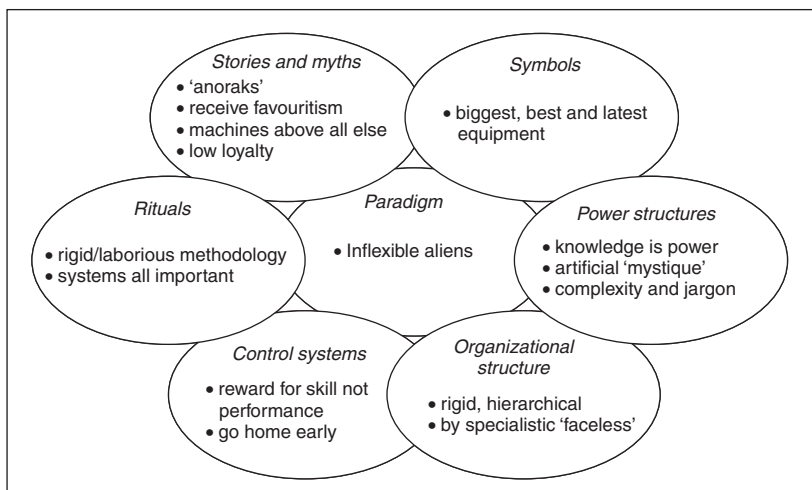 Stories and myths
• ‘anoraks’
• receive favouritism
• machines above all else
• low loyalty
Symbols
• biggest, best and latest
equipment
Rituals
• rigid/laborious methodology
• systems all important
Paradigm
• Inflexible aliens
Power structures
• knowledge is power
• artificial ‘mystique’
• complexity and jargon
Control systems
• reward for skill not
performance
• go home early
Organizational
structure
• rigid, hierarchical
• by specialistic ‘faceless’